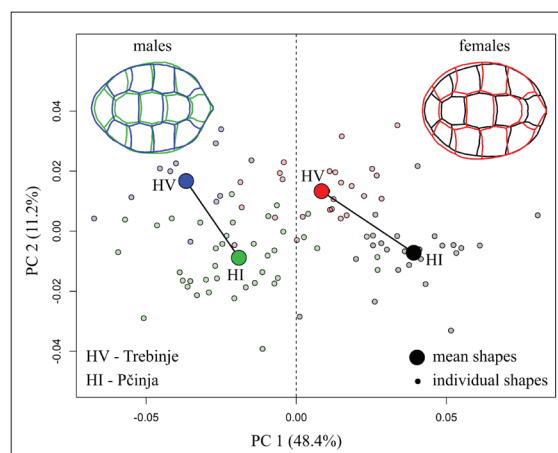 males
females
PC 2 (11.2%)
0.04
0.02
0.00
-0.02
-0.04
HV
HV
HI
HI
HV - Trebinje
HI - Pčinja
mean shapes
individual shapes
-0.05
0.00
0.05
PC 1 (48.4%)